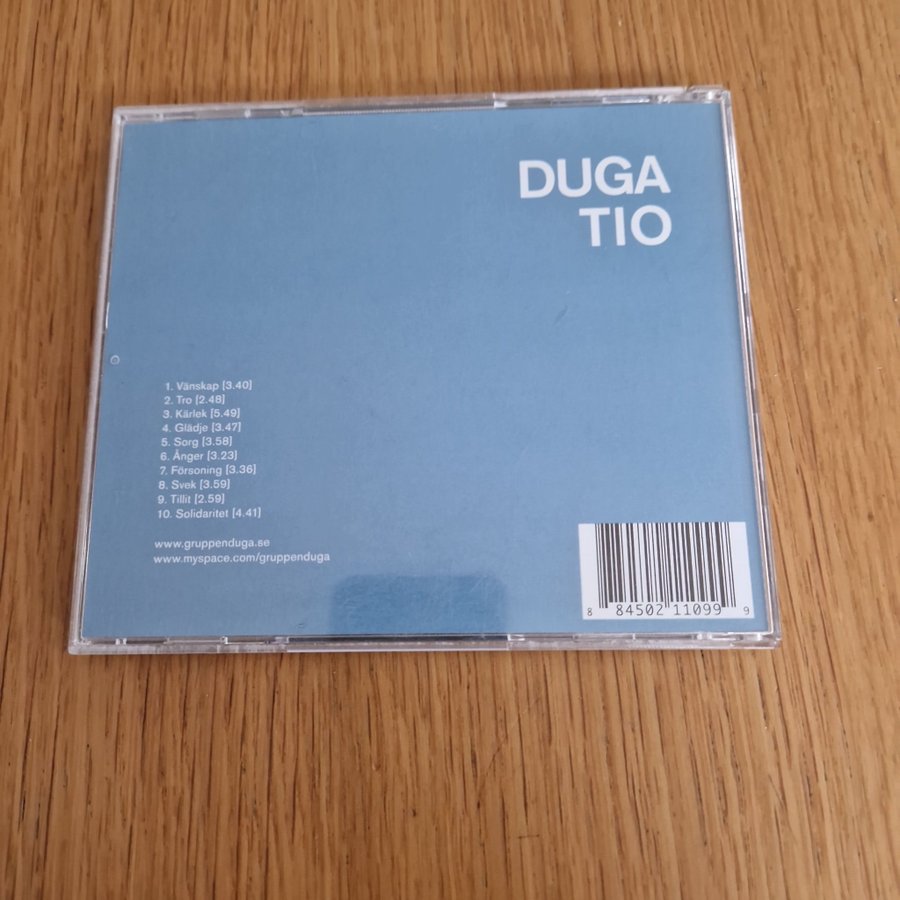 DUGA
TIO
1. Vänskap [3.40]
2. Tro [2.48]
3. Kärlek [5.49]
4. Glädje [3.47]
5. Sorg [3.58]
6. Ånger [3.23]
7. Försoning [3.36]
8. Svek [3.59]
9. Tillit [2.59]
10. Solidaritet [4.41]
www.gruppenduga.se
www.myspace.com/gruppenduga
8 84502 11099 9